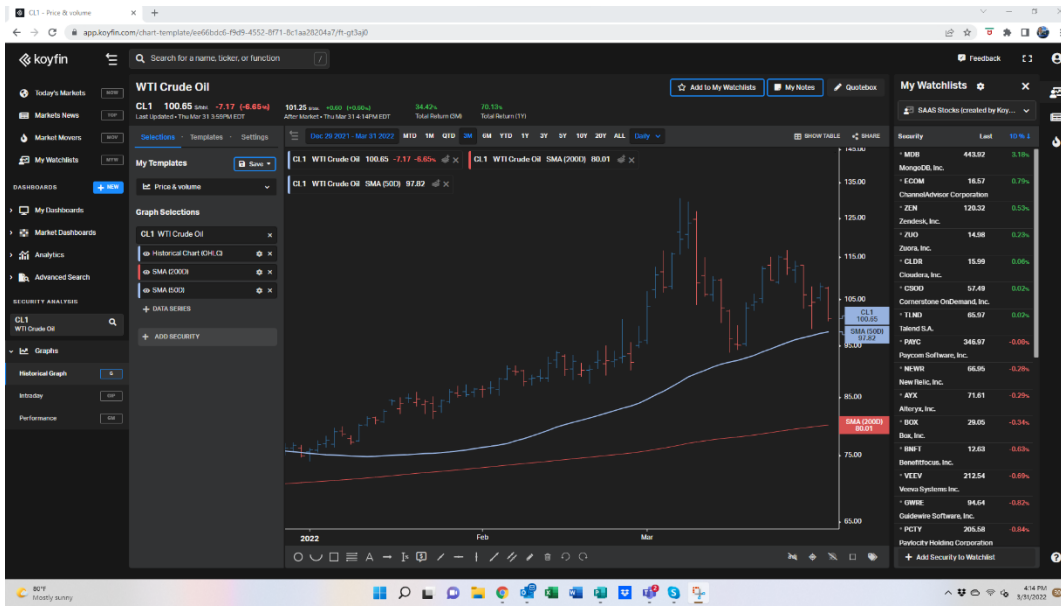 CL1 - Price & volume
app.koyfin.com/chart-template/ee66bdc6-f9d9-4552-8f71-8c1aa28204a7/ft-gt3aj0
koyfin
Search for a name, ticker, or function
/
Feedback
Today's Markets
Markets News
Market Movers
My Watchlists
DASHBOARDS
+ NEW
My Dashboards
Market Dashboards
Analytics
Advanced Search
SECURITY ANALYSIS
CL1
WTI Crude Oil
Graphs
Historical Graph
G
Intraday
Performance
WTI Crude Oil
CL1 100.65 -7.17 (-6.65%)
Last Updated • Thu Mar 31 3:59PM EDT
101.25 +0.60 (+0.60%)
After Market • Thu Mar 31 4:14PM EDT
34.42%
Total Return (3M)
70.13%
Total Return (1Y)
Add to My Watchlists
My Notes
Quotebox
Selections
Templates
Settings
My Templates
Save
Price & volume
Graph Selections
CL1 WTI Crude Oil
Historical Chart (OHLC)
SMA (200D)
SMA (50D)
+ DATA SERIES
+ ADD SECURITY
Dec 29 2021 - Mar 31 2022 MTD 1M QTD 3M 6M YTD 1Y 3Y 5Y 10Y 20Y ALL Daily
SHOW TABLE
SHARE
CL1 WTI Crude Oil 100.65 -7.17 -6.65%
CL1 WTI Crude Oil SMA (200D) 80.01
CL1 WTI Crude Oil SMA (50D) 97.82
145.00
135.00
125.00
115.00
105.00
CL1
100.65
SMA (50D)
97.82
95.00
85.00
SMA (200D)
80.01
75.00
65.00
2022
Feb
Mar
My Watchlists
SAAS Stocks (created by Koy...
Security Last 1D %
MDB 443.92 3.18%
MongoDB, Inc.
ECOM 16.57 0.79%
ChannelAdvisor Corporation
ZEN 120.32 0.53%
Zendesk, Inc.
ZUO 14.98 0.23%
Zuora, Inc.
CLDR 15.99 0.06%
Cloudera, Inc.
CSOD 57.49 0.02%
Cornerstone OnDemand, Inc.
TLND 65.97 0.02%
Talend S.A.
PAYC 346.97 -0.08%
Paycom Software, Inc.
NEWR 66.95 -0.28%
New Relic, Inc.
AYX 71.61 -0.29%
Alteryx, Inc.
BOX 29.05 -0.34%
Box, Inc.
BNFT 12.63 -0.63%
Benefitfocus, Inc.
VEEV 212.54 -0.69%
Veeva Systems Inc.
GWRE 94.64 -0.82%
Guidewire Software, Inc.
PCTY 205.58 -0.84%
Paylocity Holding Corporation
+ Add Security to Watchlist
80°F
Mostly sunny
4:14 PM
3/31/2022